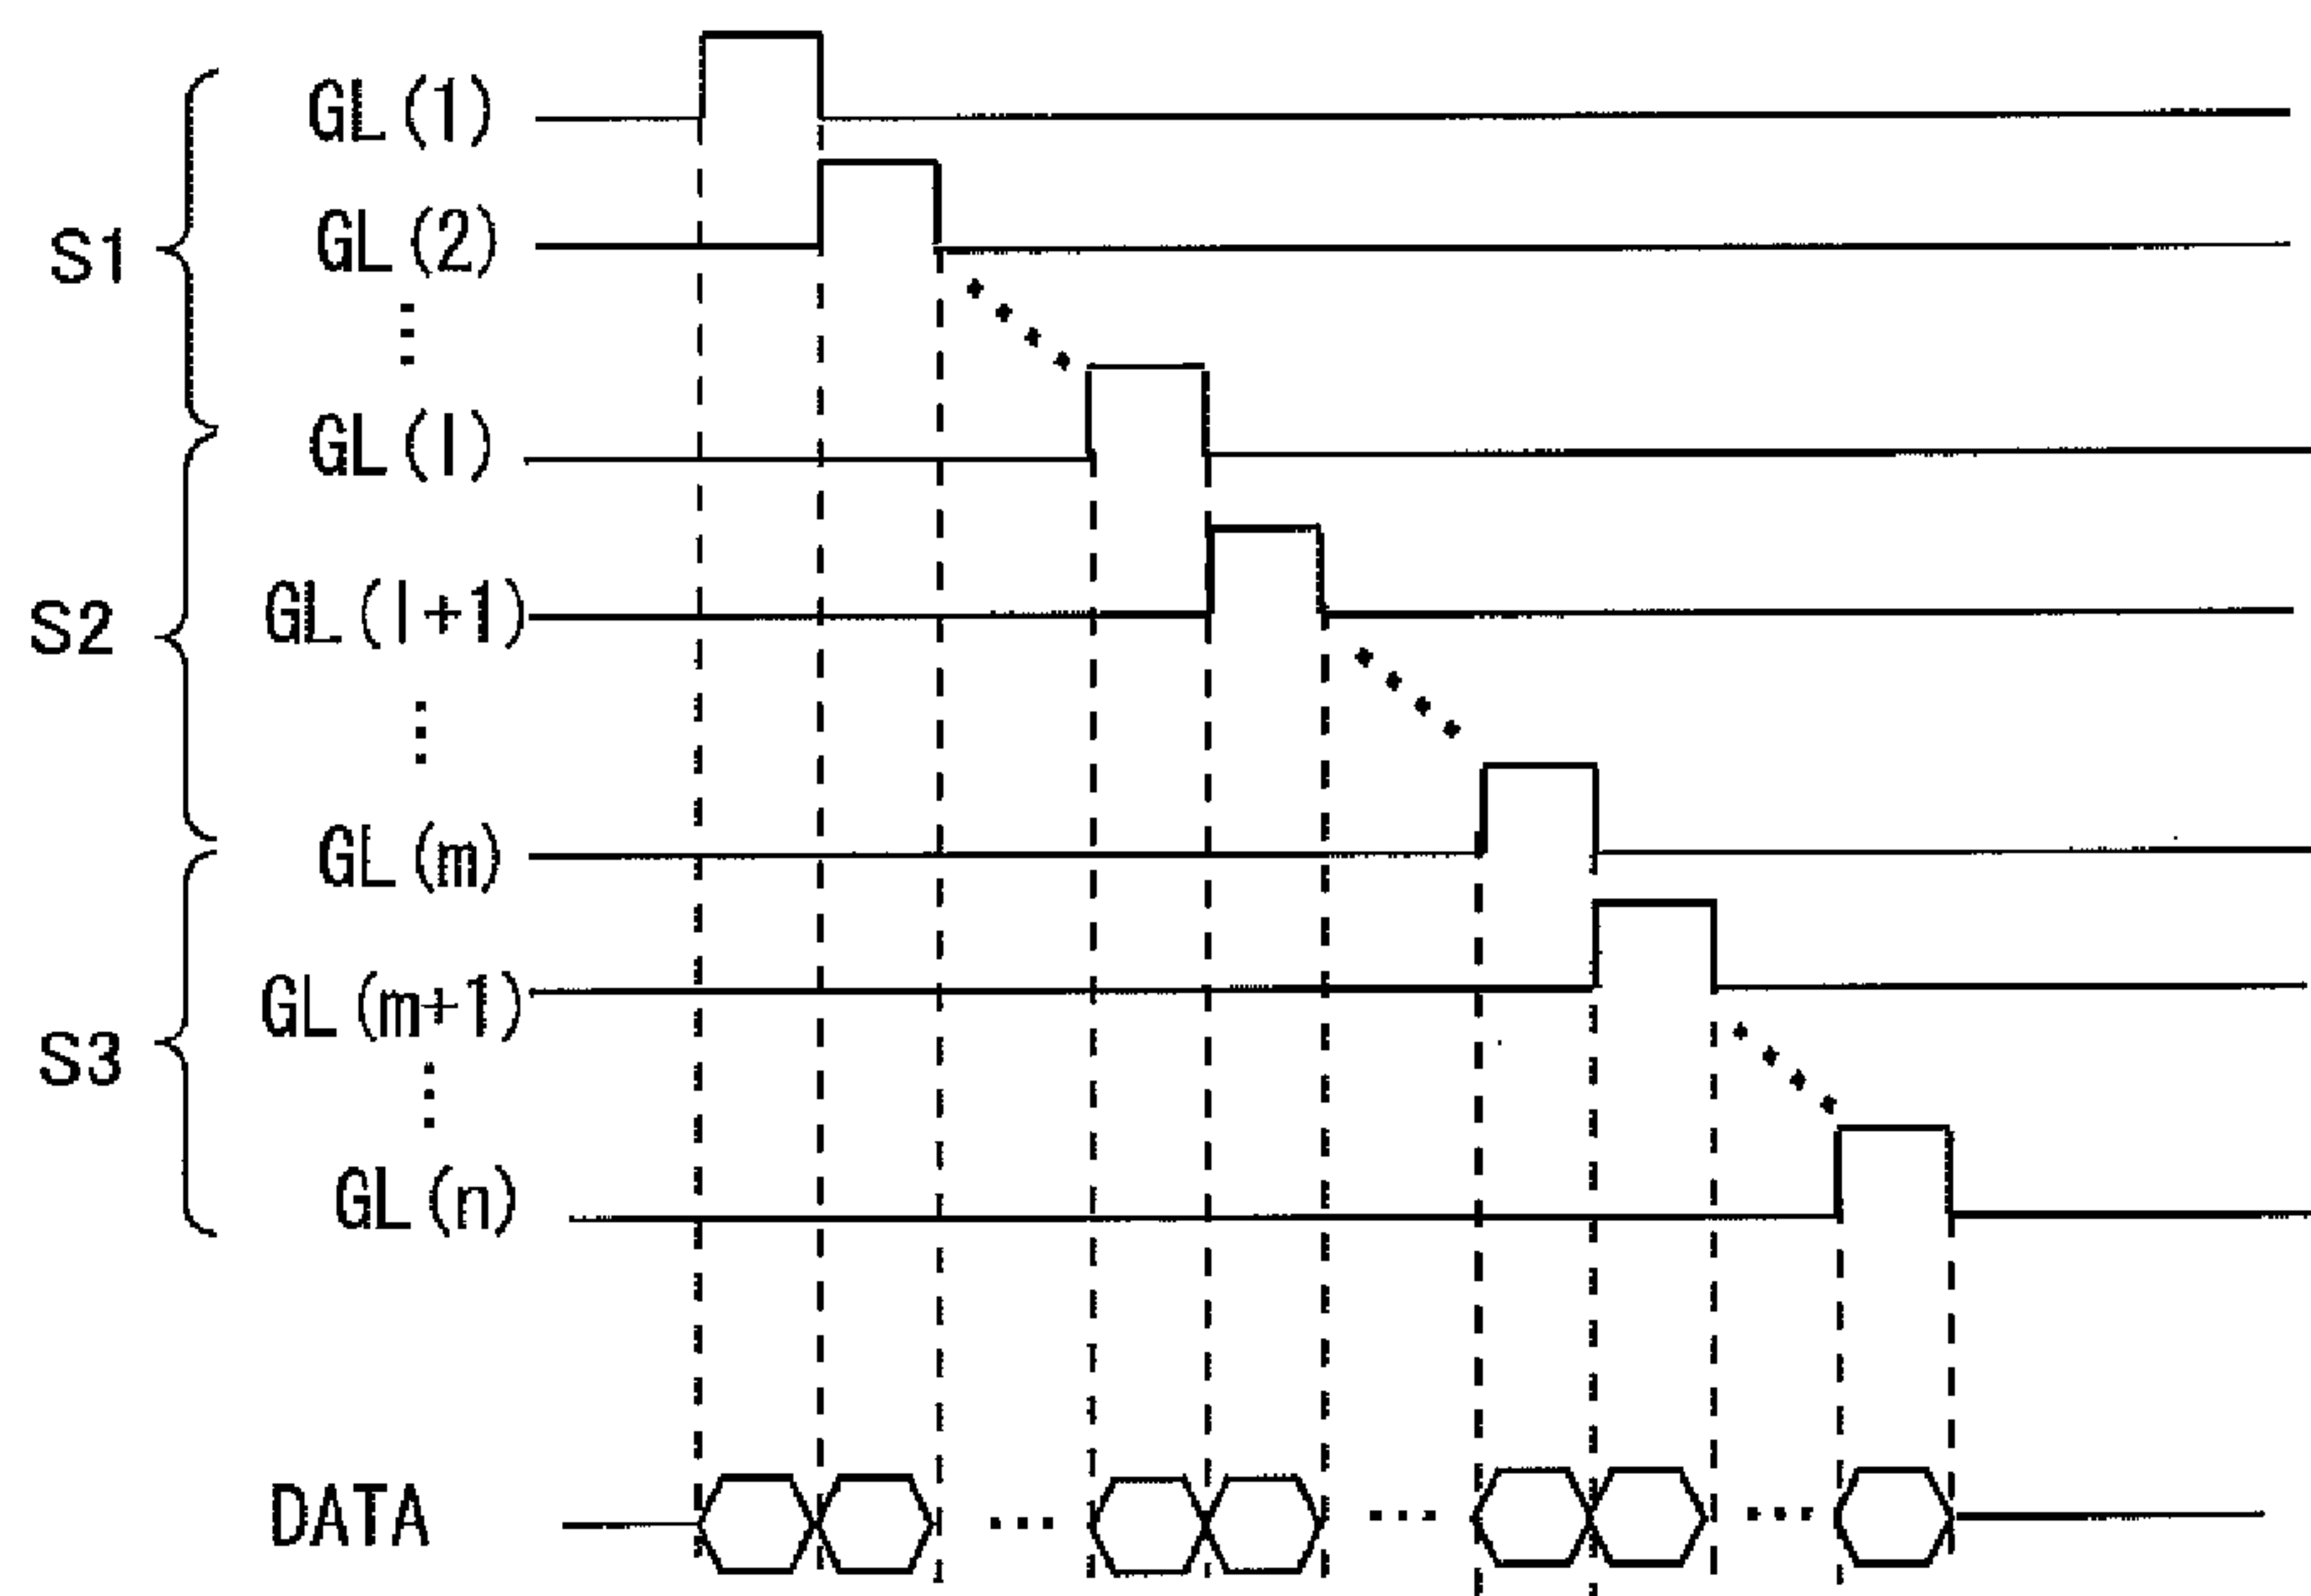 GL(1)
S1
GL(2)
GL(l)
S2
GL(l+1)
GL(m)
GL(m+1)
S3
GL(n)
DATA